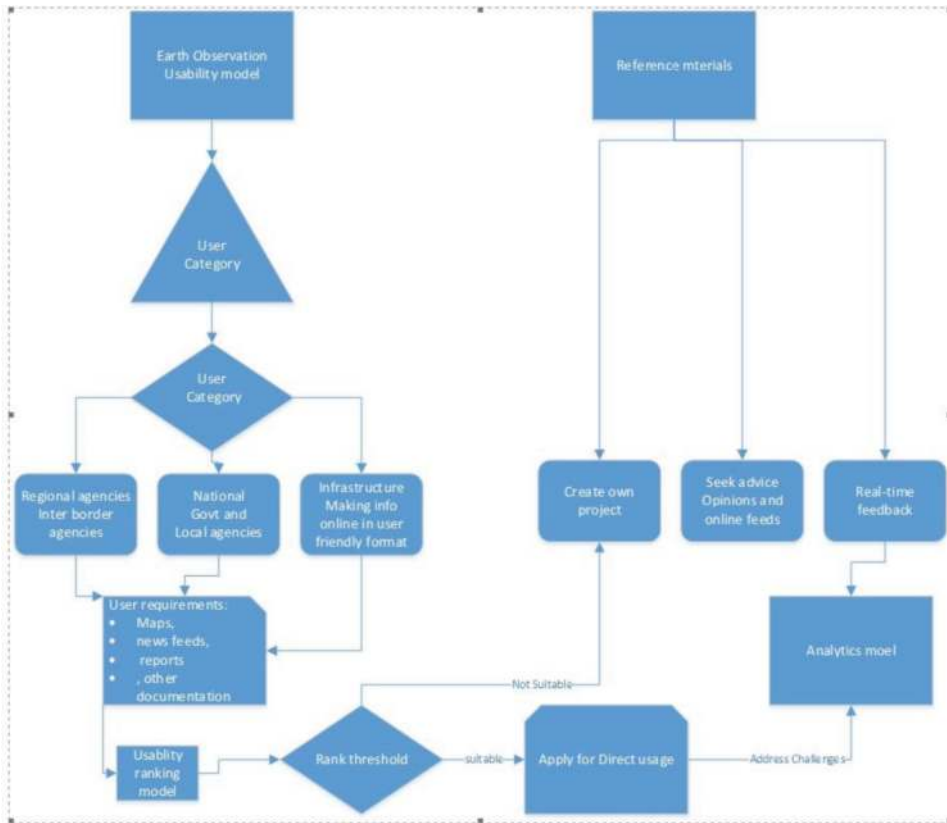 Earth Observation
Usability model
Reference mterials
User
Category
User
Category
Regional agencies
Inter border
agencies
National
Govt and
Local agencies
Infrastructure
Making info
online in user
friendly format
Create own
project
Seek advice
Opinions and
online feeds
Real-time
feedback
User requirements:
• Maps,
• news feeds,
• reports
• , other
documentation
Analytics moel
Not Suitable
Usablity
ranking
model
Rank threshold
suitable
Apply for Direct usage
Address Challenges